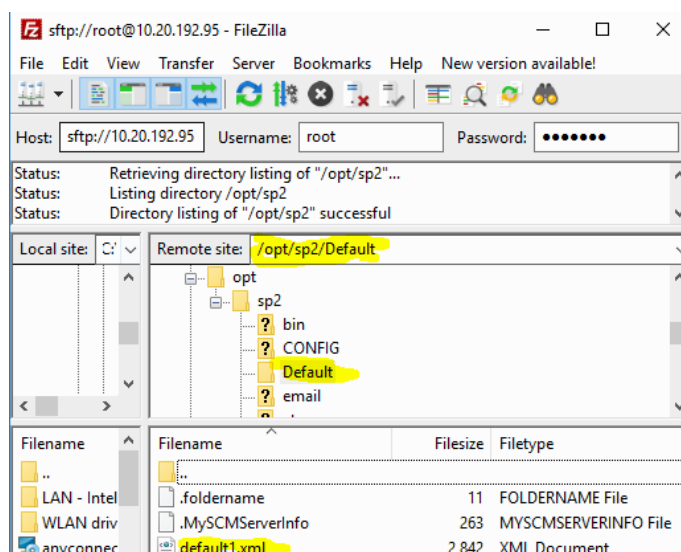 sftp://root@10.20.192.95 - FileZilla
File Edit View Transfer Server Bookmarks Help New version available!
Host: sftp://10.20.192.95 Username: root Password: ●●●●●●●
Status: Retrieving directory listing of "/opt/sp2"...
Status: Listing directory /opt/sp2
Status: Directory listing of "/opt/sp2" successful
Local site: Remote site: /opt/sp2/Default
opt
sp2
? bin
? CONFIG
Default
? email
Filename Filename Filesize Filetype
.. ..
LAN - Intel .foldername 11 FOLDERNAME File
WLAN driv .MySCMServerInfo 263 MYSCMSERVERINFO File
anyconnec default1.xml 2 842 XML Document